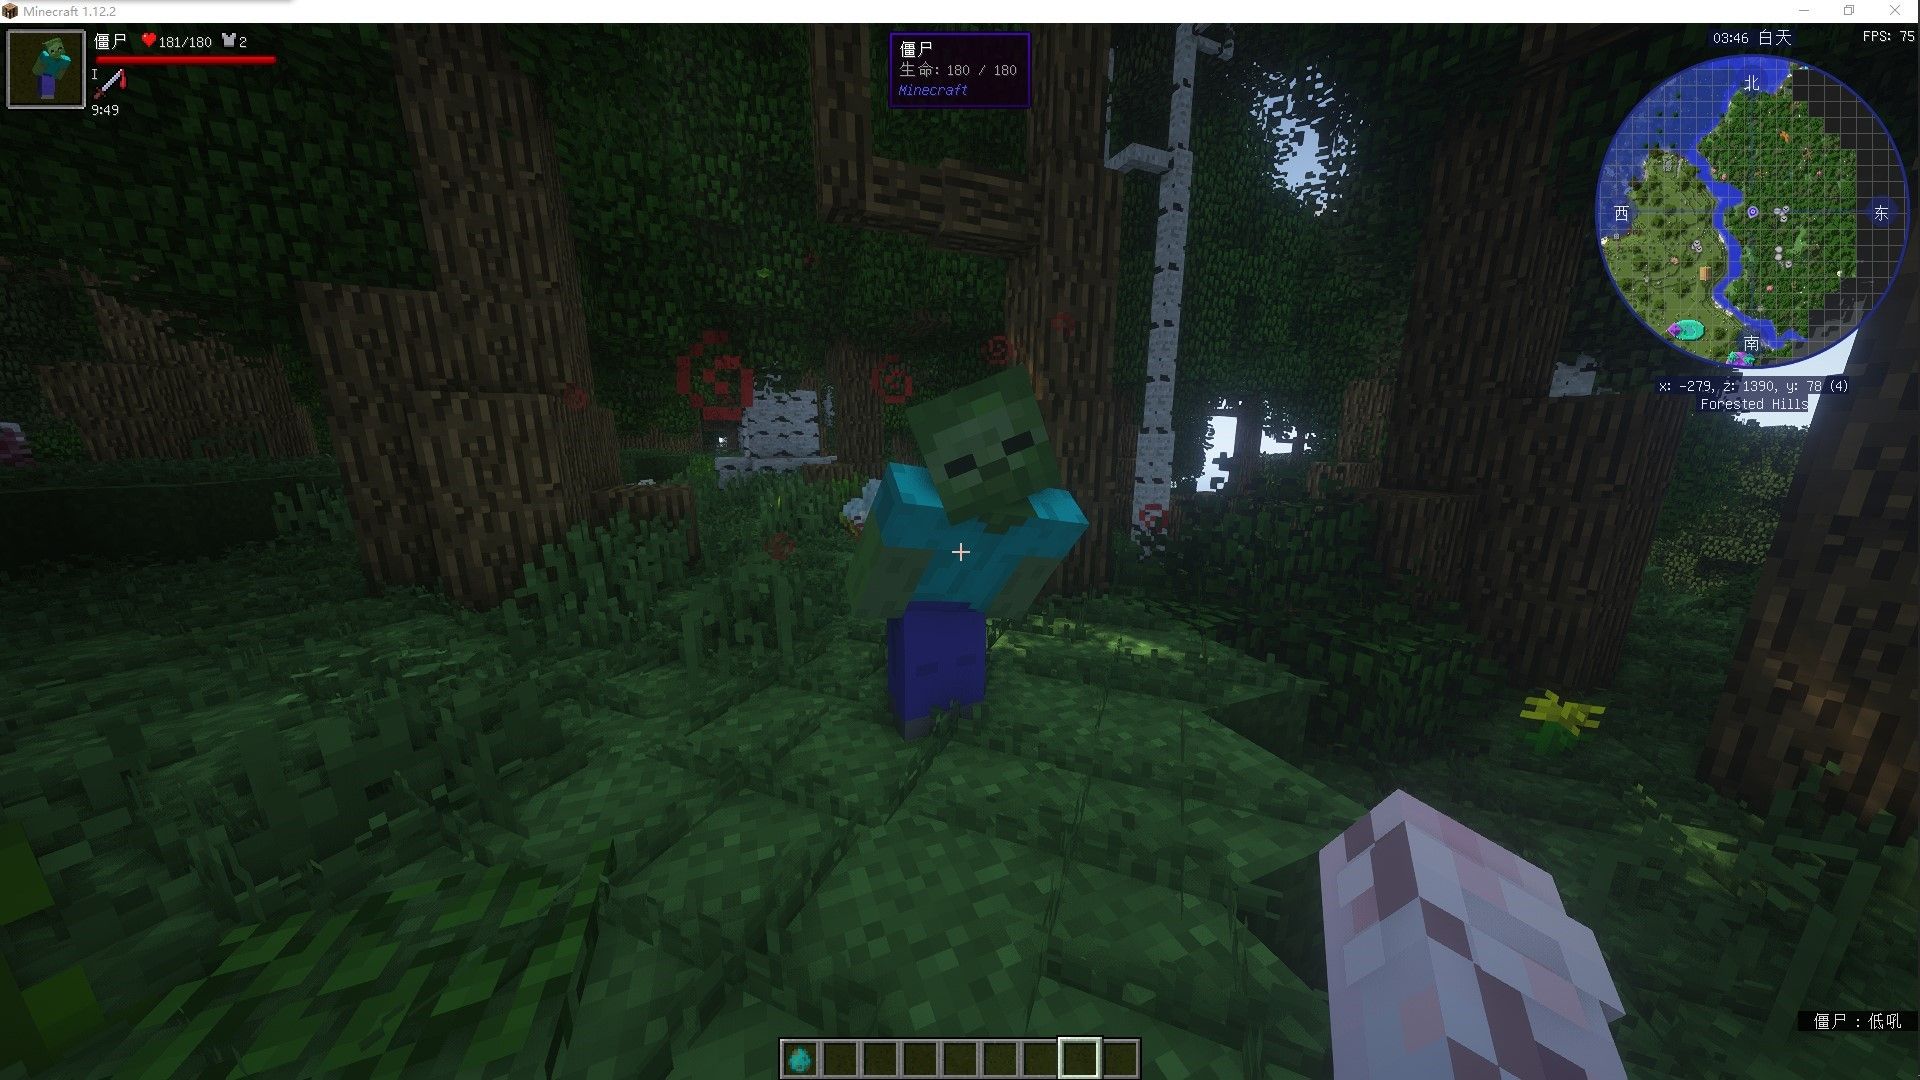 Minecraft 1.12.2
僵尸 181/180 2
I
9:49
僵尸
生命: 180 / 180
Minecraft
03:46 白天
FPS: 75
北
西
东
南
x: -279, z: 1390, y: 78 (4)
Forested Hills
僵尸 : 低吼